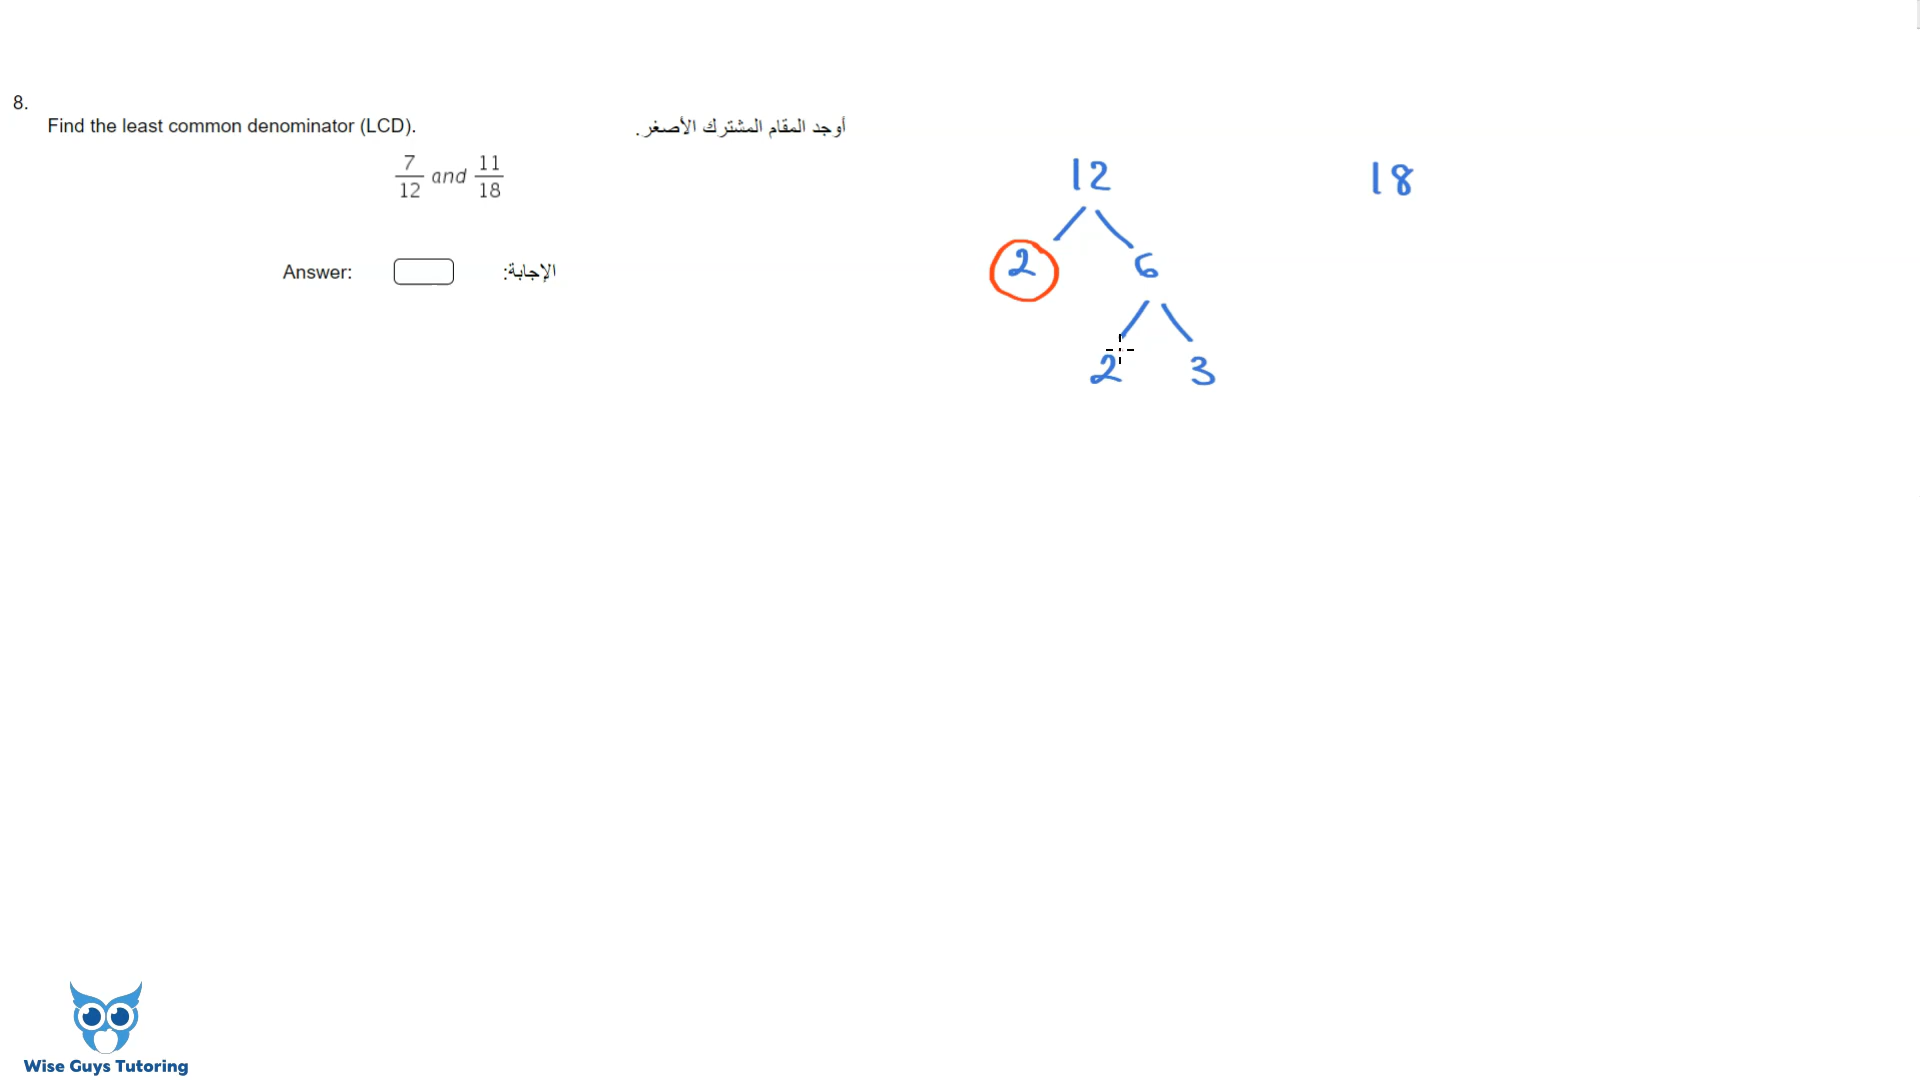 8.
Find the least common denominator (LCD). أوجد المقام المشترك الأصغر.
7/12 and 11/18
Answer: الإجابة:
12 18
2 6
2 3
Wise Guys Tutoring